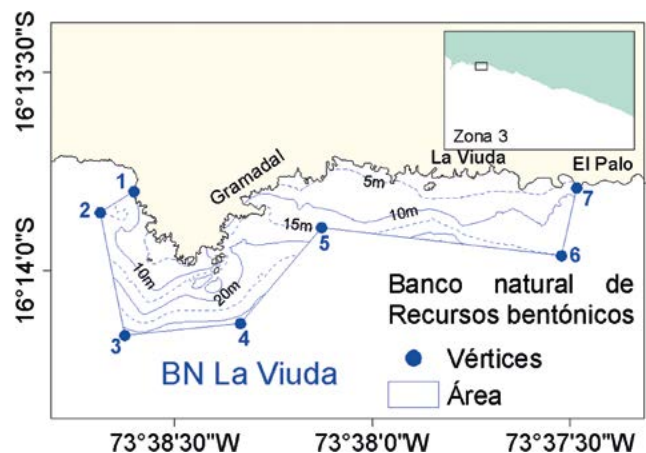 16°13'30"S
16°14'0"S
Zona 3
Gramadal
La Viuda
El Palo
5m
10m
15m
10m
20m
1
2
3
4
5
6
7
Banco natural de
Recursos bentónicos
Vértices
Área
BN La Viuda
73°38'30"W
73°38'0"W
73°37'30"W